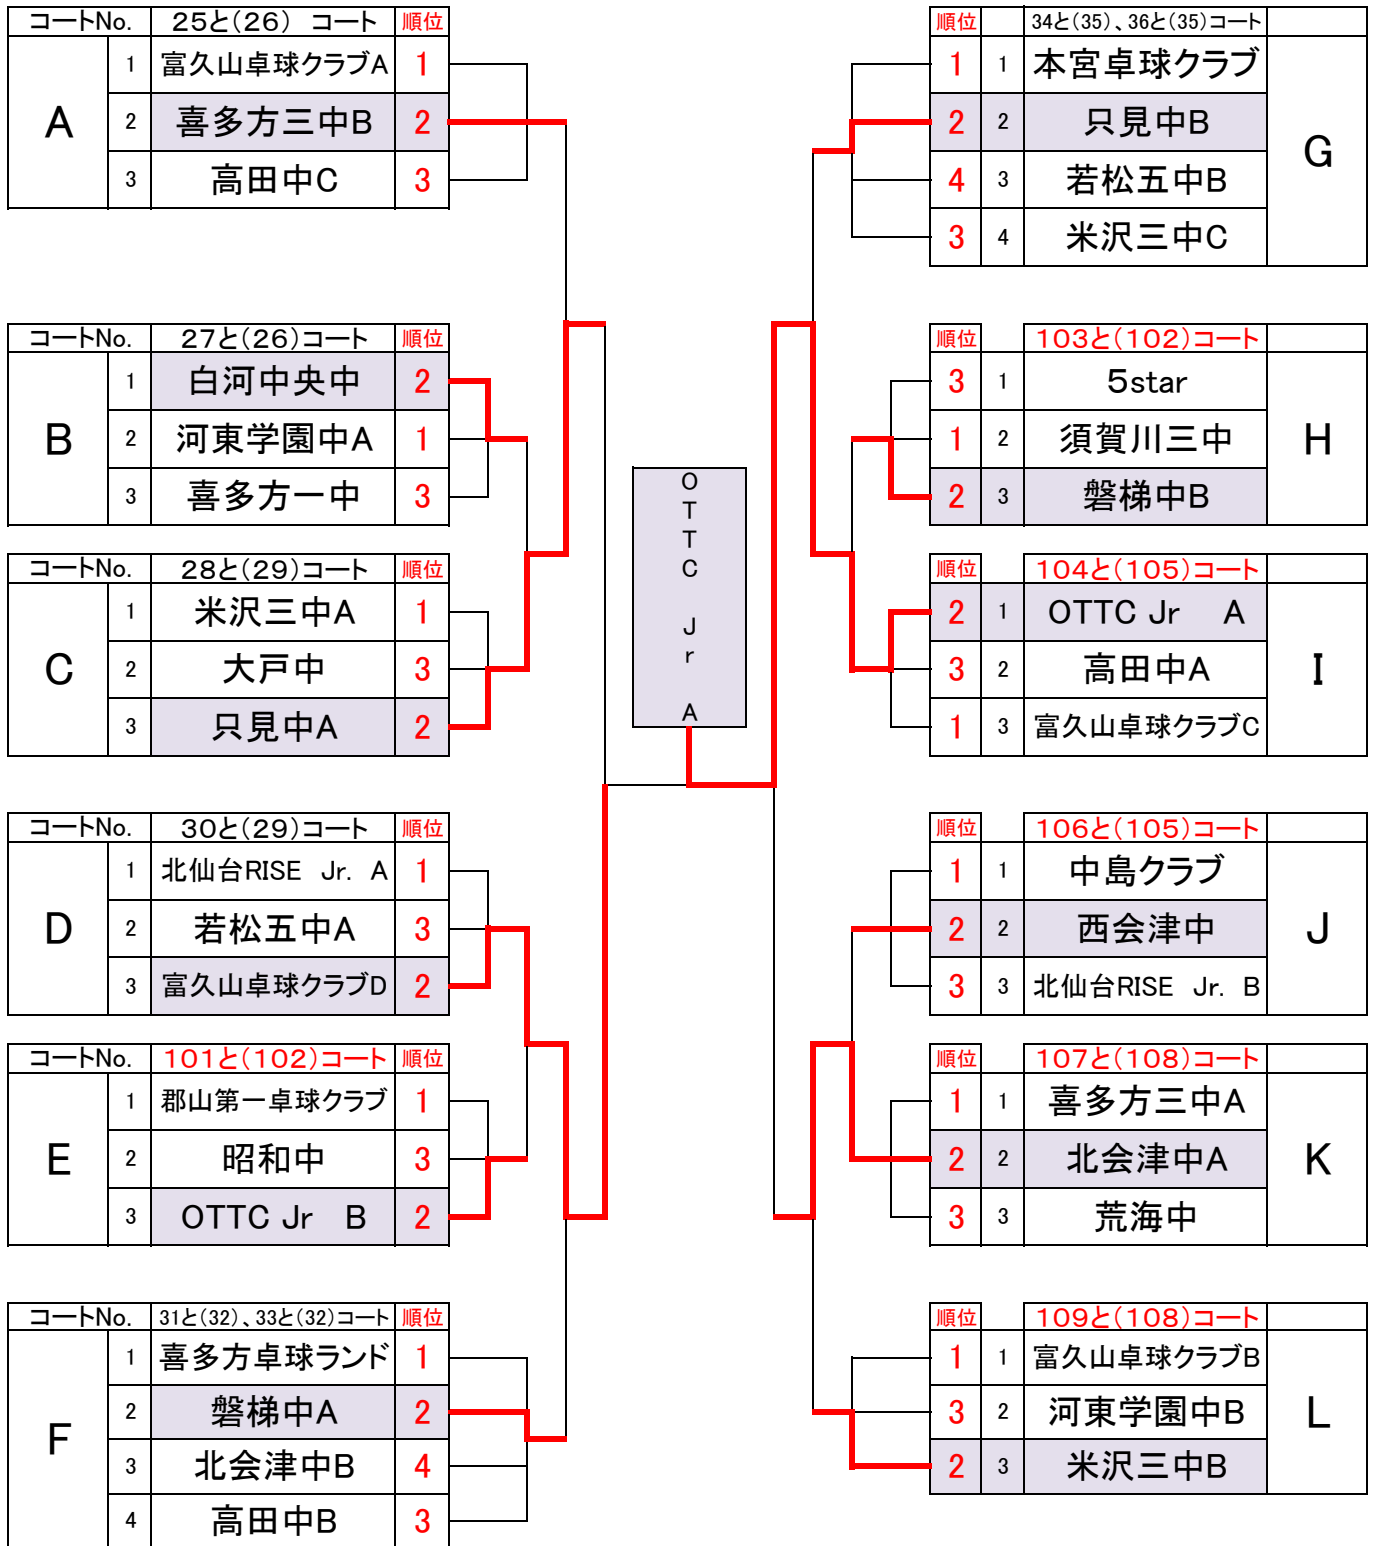 コートNo. 25と(26) コート 順位
A
1 富久山卓球クラブA 1
2 喜多方三中B 2
3 高田中C 3
コートNo. 27と(26)コート 順位
B
1 白河中央中 2
2 河東学園中A 1
3 喜多方一中 3
コートNo. 28と(29)コート 順位
C
1 米沢三中A 1
2 大戸中 3
3 只見中A 2
コートNo. 30と(29)コート 順位
D
1 北仙台RISE Jr. A 1
2 若松五中A 3
3 富久山卓球クラブD 2
コートNo. 101と(102)コート 順位
E
1 郡山第一卓球クラブ 1
2 昭和中 3
3 OTTC Jr B 2
コートNo. 31と(32)、33と(32)コート 順位
F
1 喜多方卓球ランド 1
2 磐梯中A 2
3 北会津中B 4
4 高田中B 3
OTTC Jr A
順位 34と(35)、36と(35)コート
1 1 本宮卓球クラブ
2 2 只見中B
4 3 若松五中B
3 4 米沢三中C
G
順位 103と(102)コート
3 1 5star
1 2 須賀川三中
2 3 磐梯中B
H
順位 104と(105)コート
2 1 OTTC Jr A
3 2 高田中A
1 3 富久山卓球クラブC
I
順位 106と(105)コート
1 1 中島クラブ
2 2 西会津中
3 3 北仙台RISE Jr. B
J
順位 107と(108)コート
1 1 喜多方三中A
2 2 北会津中A
3 3 荒海中
K
順位 109と(108)コート
1 1 富久山卓球クラブB
3 2 河東学園中B
2 3 米沢三中B
L